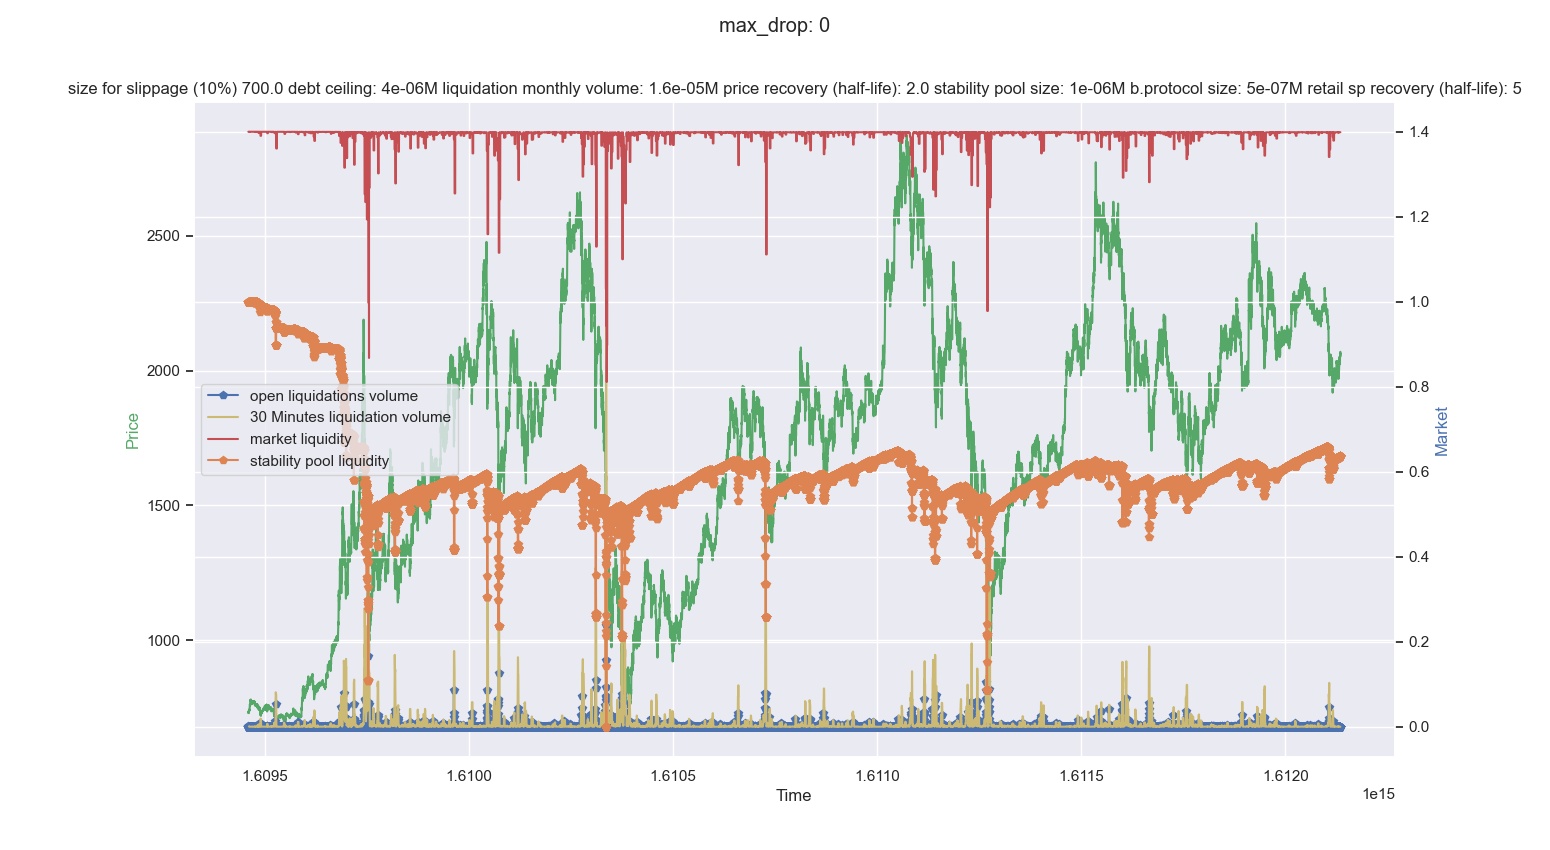 max_drop: 0
size for slippage (10%) 700.0 debt ceiling: 4e-06M liquidation monthly volume: 1.6e-05M price recovery (half-life): 2.0 stability pool size: 1e-06M b.protocol size: 5e-07M retail sp recovery (half-life): 5
1.4
1.2
2500
1.0
2000
0.8
open liquidations volume
30 Minutes liquidation volume
market liquidity
stability pool liquidity
Price
Market
0.6
1500
0.4
1000
0.2
0.0
1.6095 1.6100 1.6105 1.6110 1.6115 1.6120
Time
1e15